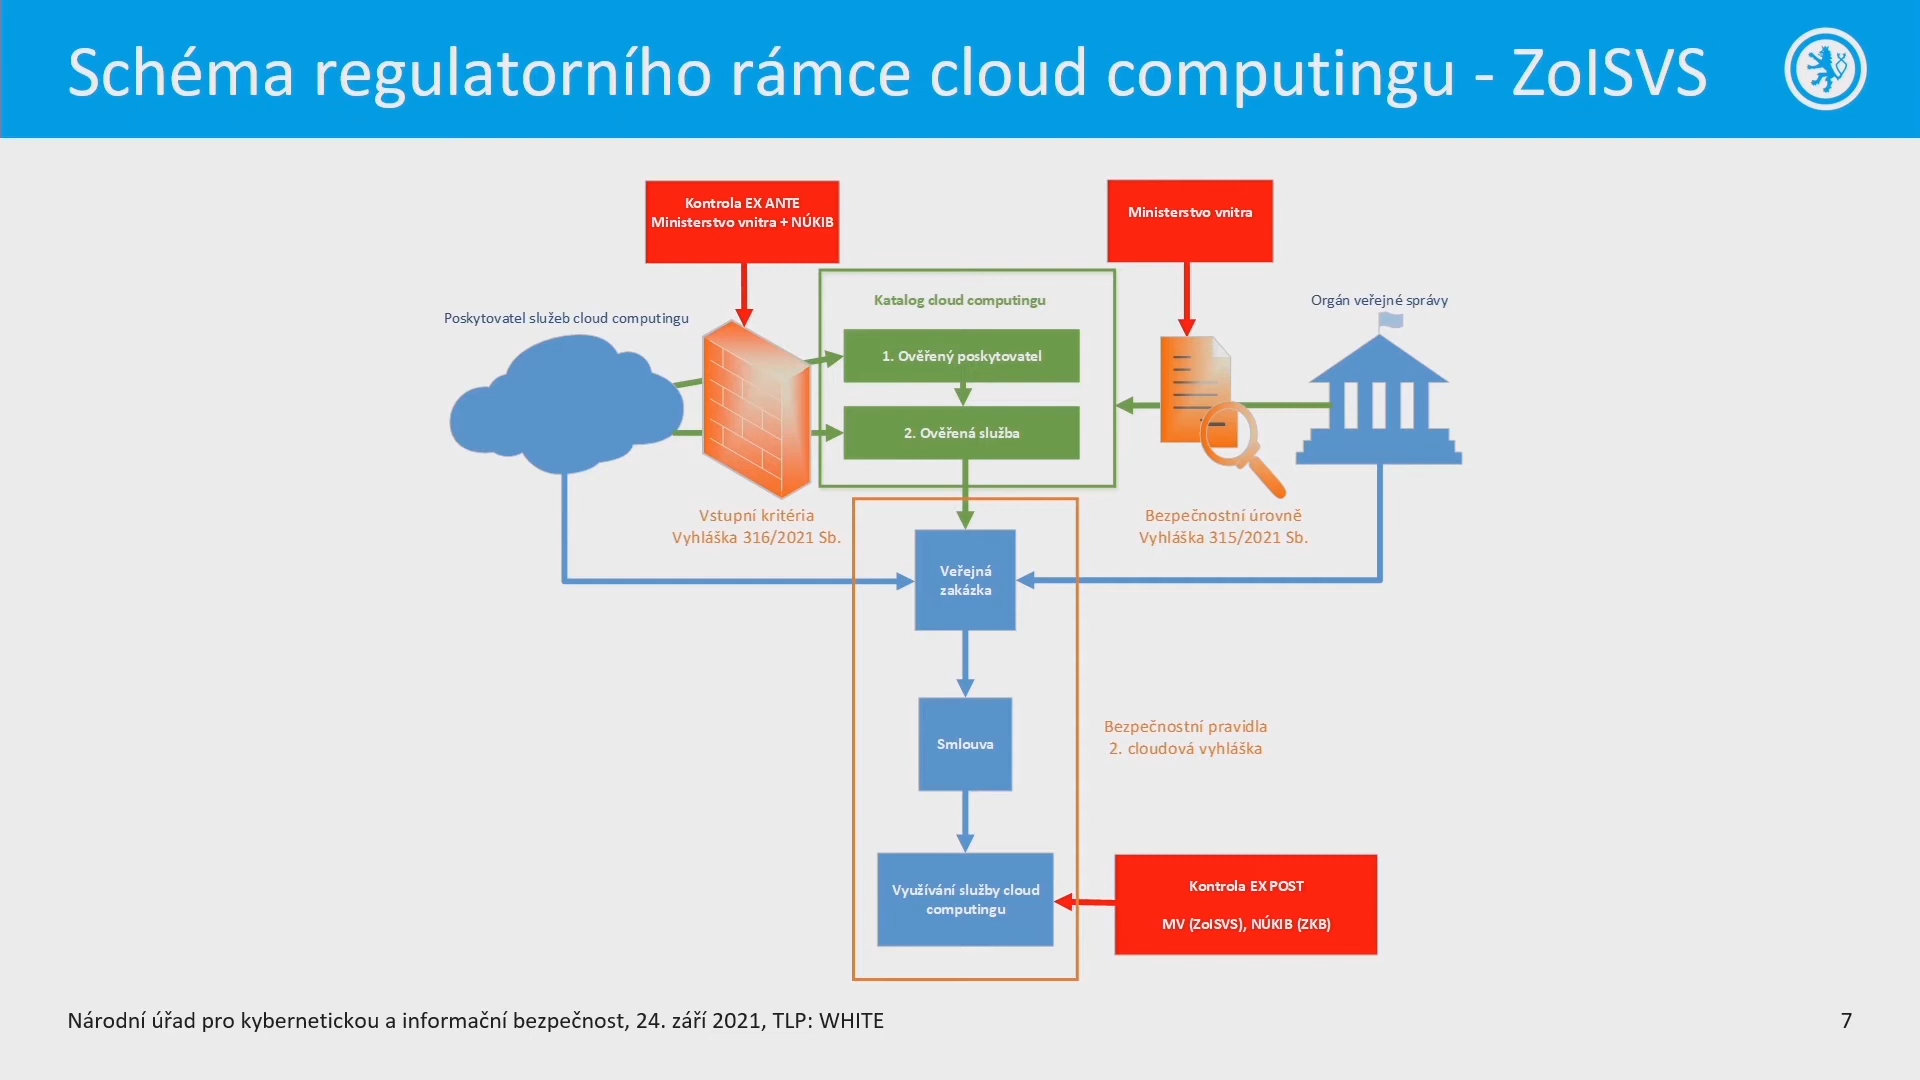 Schéma regulatorního rámce cloud computingu - ZoISVS
Kontrola EX ANTE
Ministerstvo vnitra + NÚKIB
Ministerstvo vnitra
Katalog cloud computingu
Orgán veřejné správy
Poskytovatel služeb cloud computingu
1. Ověřený poskytovatel
2. Ověřená služba
Vstupní kritéria
Vyhláška 316/2021 Sb.
Bezpečnostní úrovně
Vyhláška 315/2021 Sb.
Veřejná
zakázka
Smlouva
Bezpečnostní pravidla
2. cloudová vyhláška
Využívání služby cloud
computingu
Kontrola EX POST
MV (ZoISVS), NÚKIB (ZKB)
Národní úřad pro kybernetickou a informační bezpečnost, 24. září 2021, TLP: WHITE
7